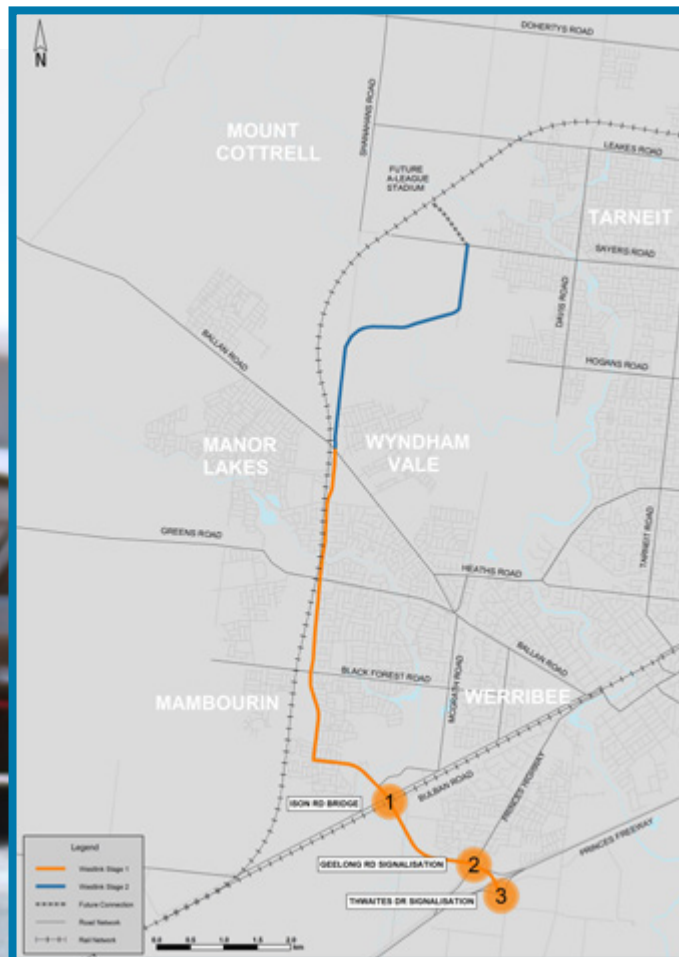 N
DOHERTYS ROAD
MOUNT
COTTRELL
SHANAHANS ROAD
LEAKES ROAD
FUTURE
A-LEAGUE
STADIUM
TARNEIT
SAYERS ROAD
DAVIS ROAD
BALLAN ROAD
HOGANS ROAD
MANOR
LAKES
WYNDHAM
VALE
GREENS ROAD
TARNEIT ROAD
HEATHS ROAD
BALLAN ROAD
BLACK FOREST ROAD
MCGRATH ROAD
MAMBOURIN
WERRIBEE
BULBAN ROAD
PRINCES HIGHWAY
1
ISON RD BRIDGE
PRINCES FREEWAY
GEELONG RD SIGNALISATION
2
THWAITES DR SIGNALISATION
3
Legend
Westlink Stage 1
Westlink Stage 2
Future Connection
Road Network
Rail Network
0.0 0.5 1.0 1.5 2.0
km